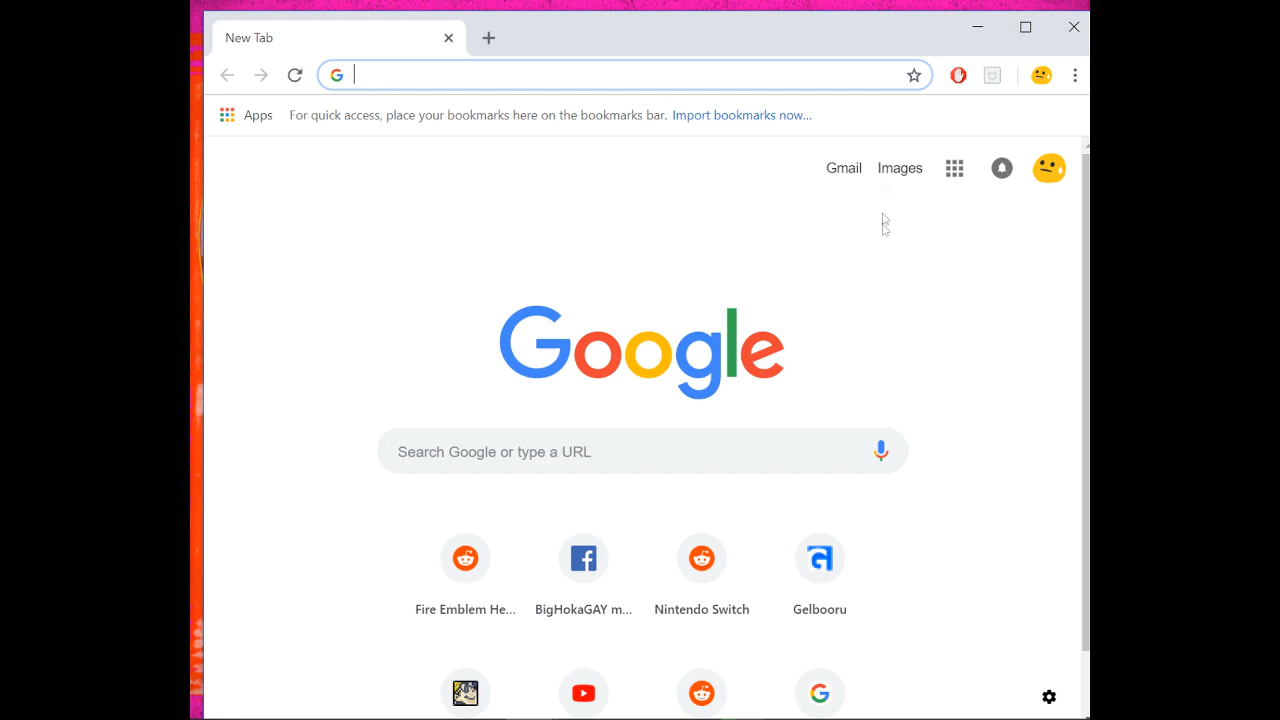 New Tab
Apps
For quick access, place your bookmarks here on the bookmarks bar. Import bookmarks now...
Gmail Images
Google
Search Google or type a URL
Fire Emblem He... BigHokaGAY m... Nintendo Switch Gelbooru